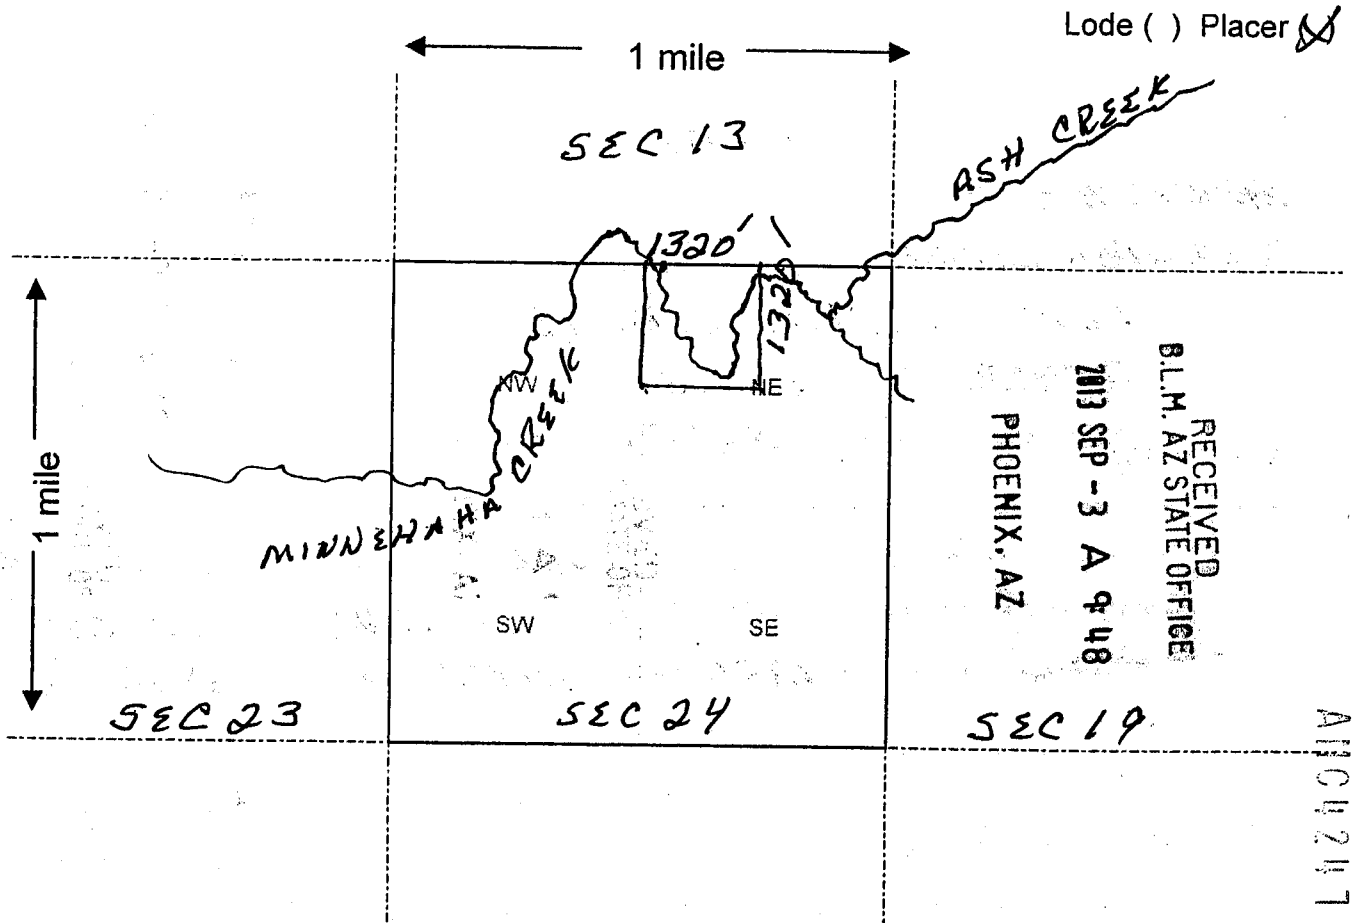 Lode ( ) Placer (X)
1 mile
SEC 13
ASH CREEK
1320'
1320'
1 mile
NW
NE
MINNEHAHA CREEK
SW
SE
SEC 23
SEC 24
SEC 19
RECEIVED
B.L.M. AZ STATE OFFICE
2013 SEP -3 A 9 48
PHOENIX, AZ